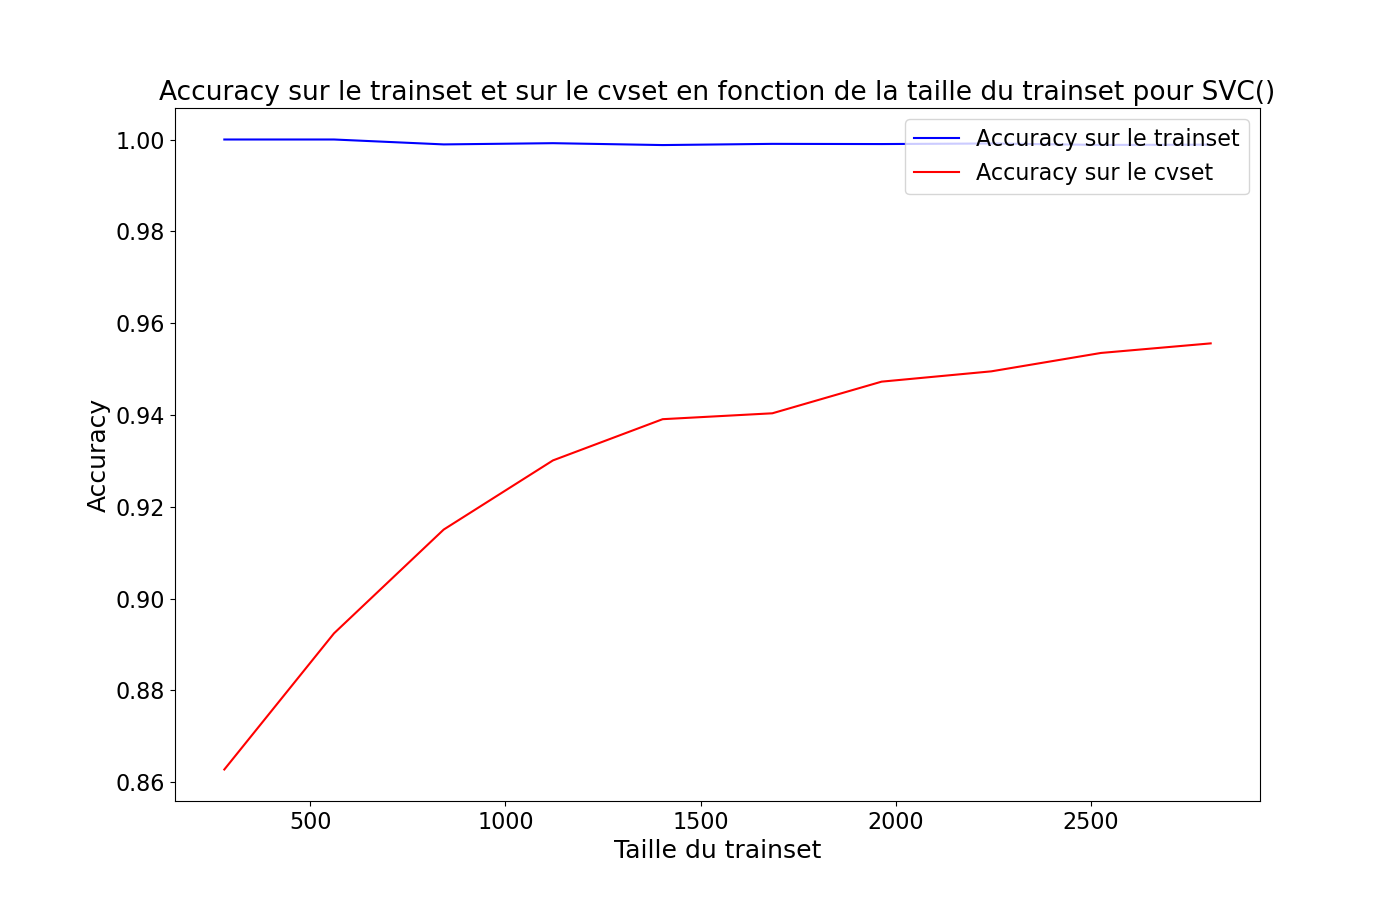 Accuracy sur le trainset et sur le cvset en fonction de la taille du trainset pour SVC()
Accuracy sur le trainset
Accuracy sur le cvset
1.00
0.98
0.96
0.94
0.92
0.90
0.88
0.86
Accuracy
500 1000 1500 2000 2500
Taille du trainset